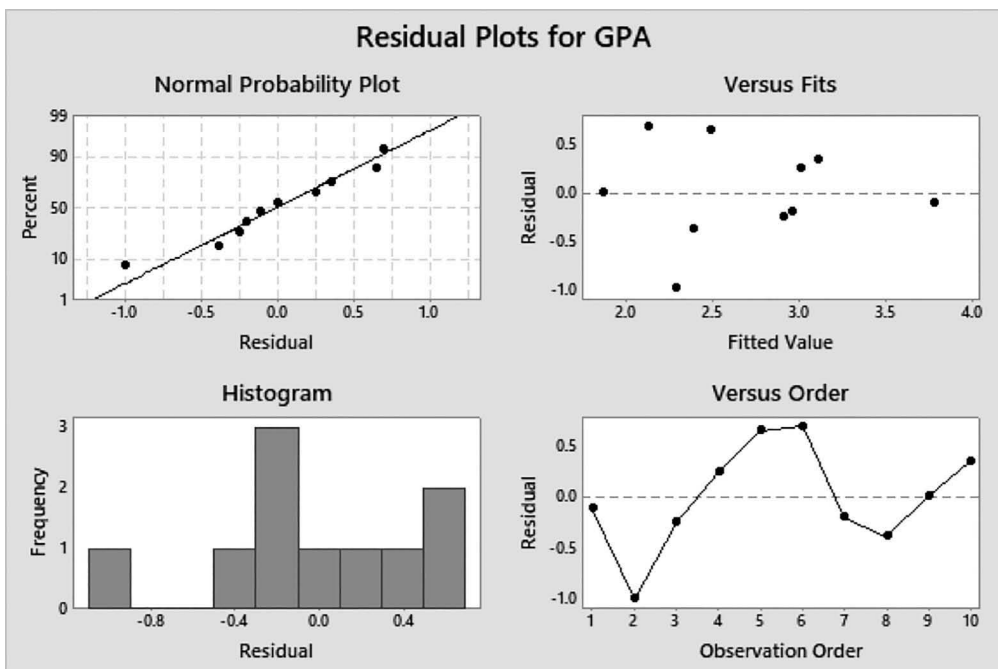 Residual Plots for GPA
Normal Probability Plot
99
90
50
10
1
Percent
-1.0 -0.5 0.0 0.5 1.0
Residual
Versus Fits
0.5
0.0
-0.5
-1.0
Residual
2.0 2.5 3.0 3.5 4.0
Fitted Value
Histogram
3
2
1
0
Frequency
-0.8 -0.4 0.0 0.4
Residual
Versus Order
0.5
0.0
-0.5
-1.0
Residual
1 2 3 4 5 6 7 8 9 10
Observation Order